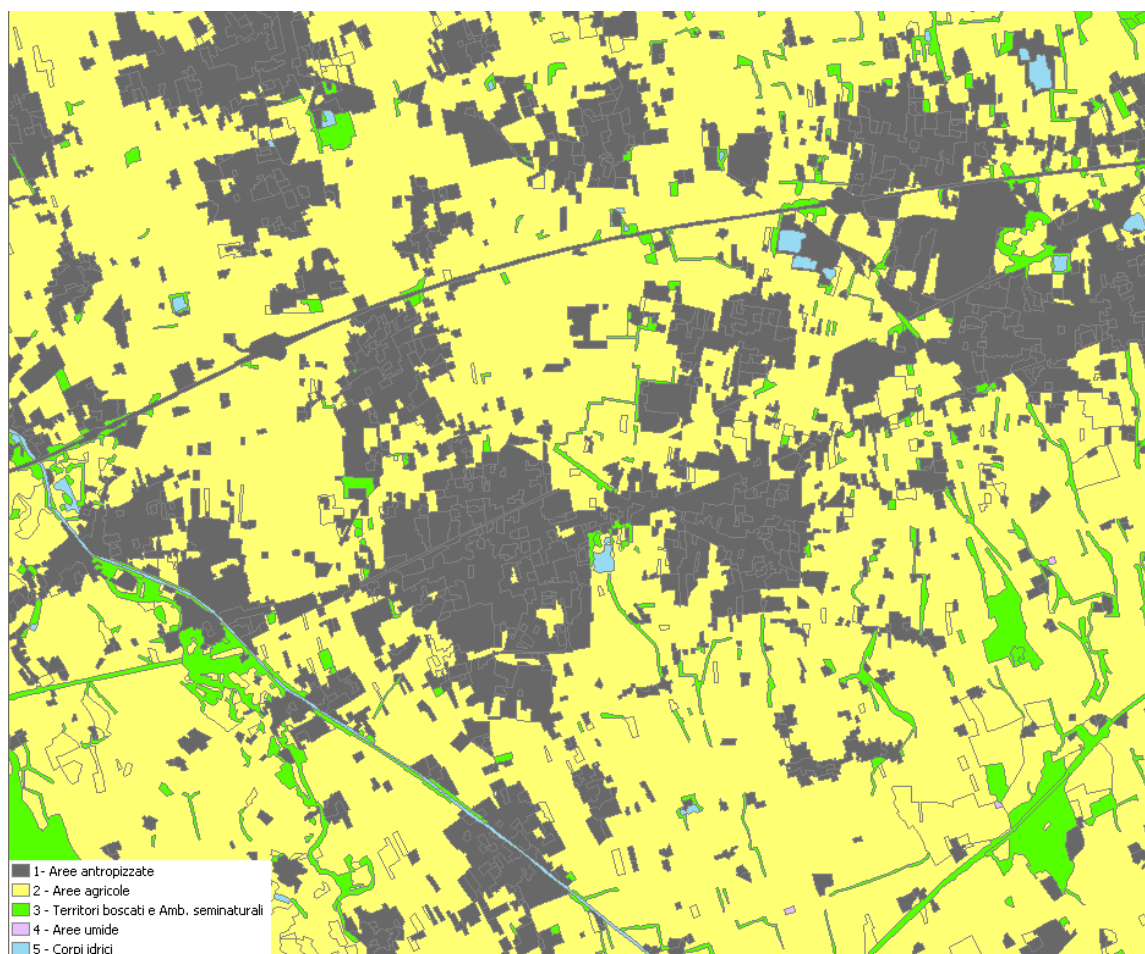 1- Aree antropizzate
2 - Aree agricole
3 - Territori boscati e Amb. seminaturali
4 - Aree umide
5 - Corpi idrici